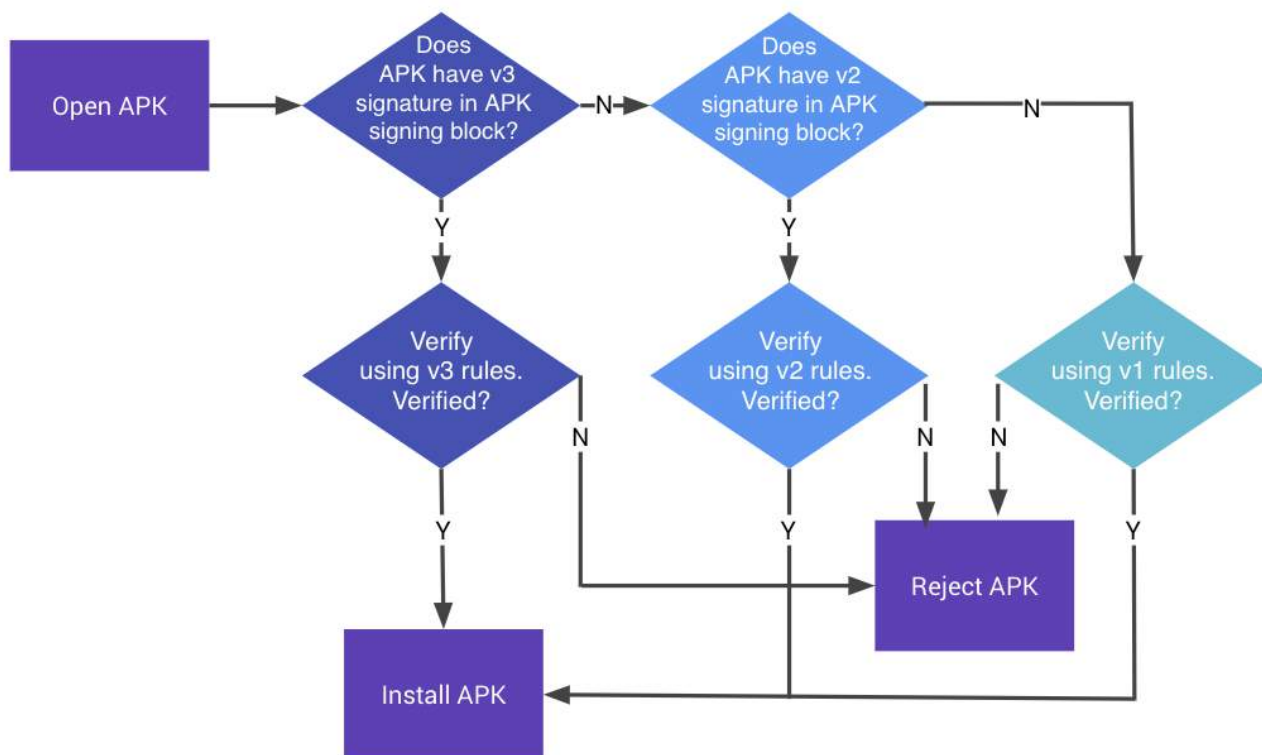 Open APK
Does
APK have v3
signature in APK
signing block?
N
Does
APK have v2
signature in APK
signing block?
N
Y
Y
Verify
using v3 rules.
Verified?
Verify
using v2 rules.
Verified?
Verify
using v1 rules.
Verified?
N
N
N
Y
Y
Y
Reject APK
Install APK